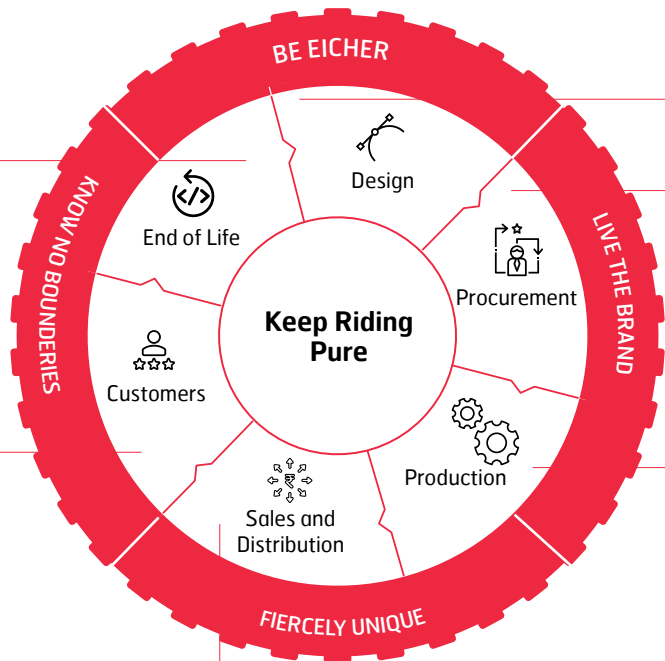 BE EICHER
Design
End of Life
KNOW NO BOUNDERIES
LIVE THE BRAND
Procurement
Keep Riding
Pure
Customers
Production
Sales and
Distribution
FIERCELY UNIQUE